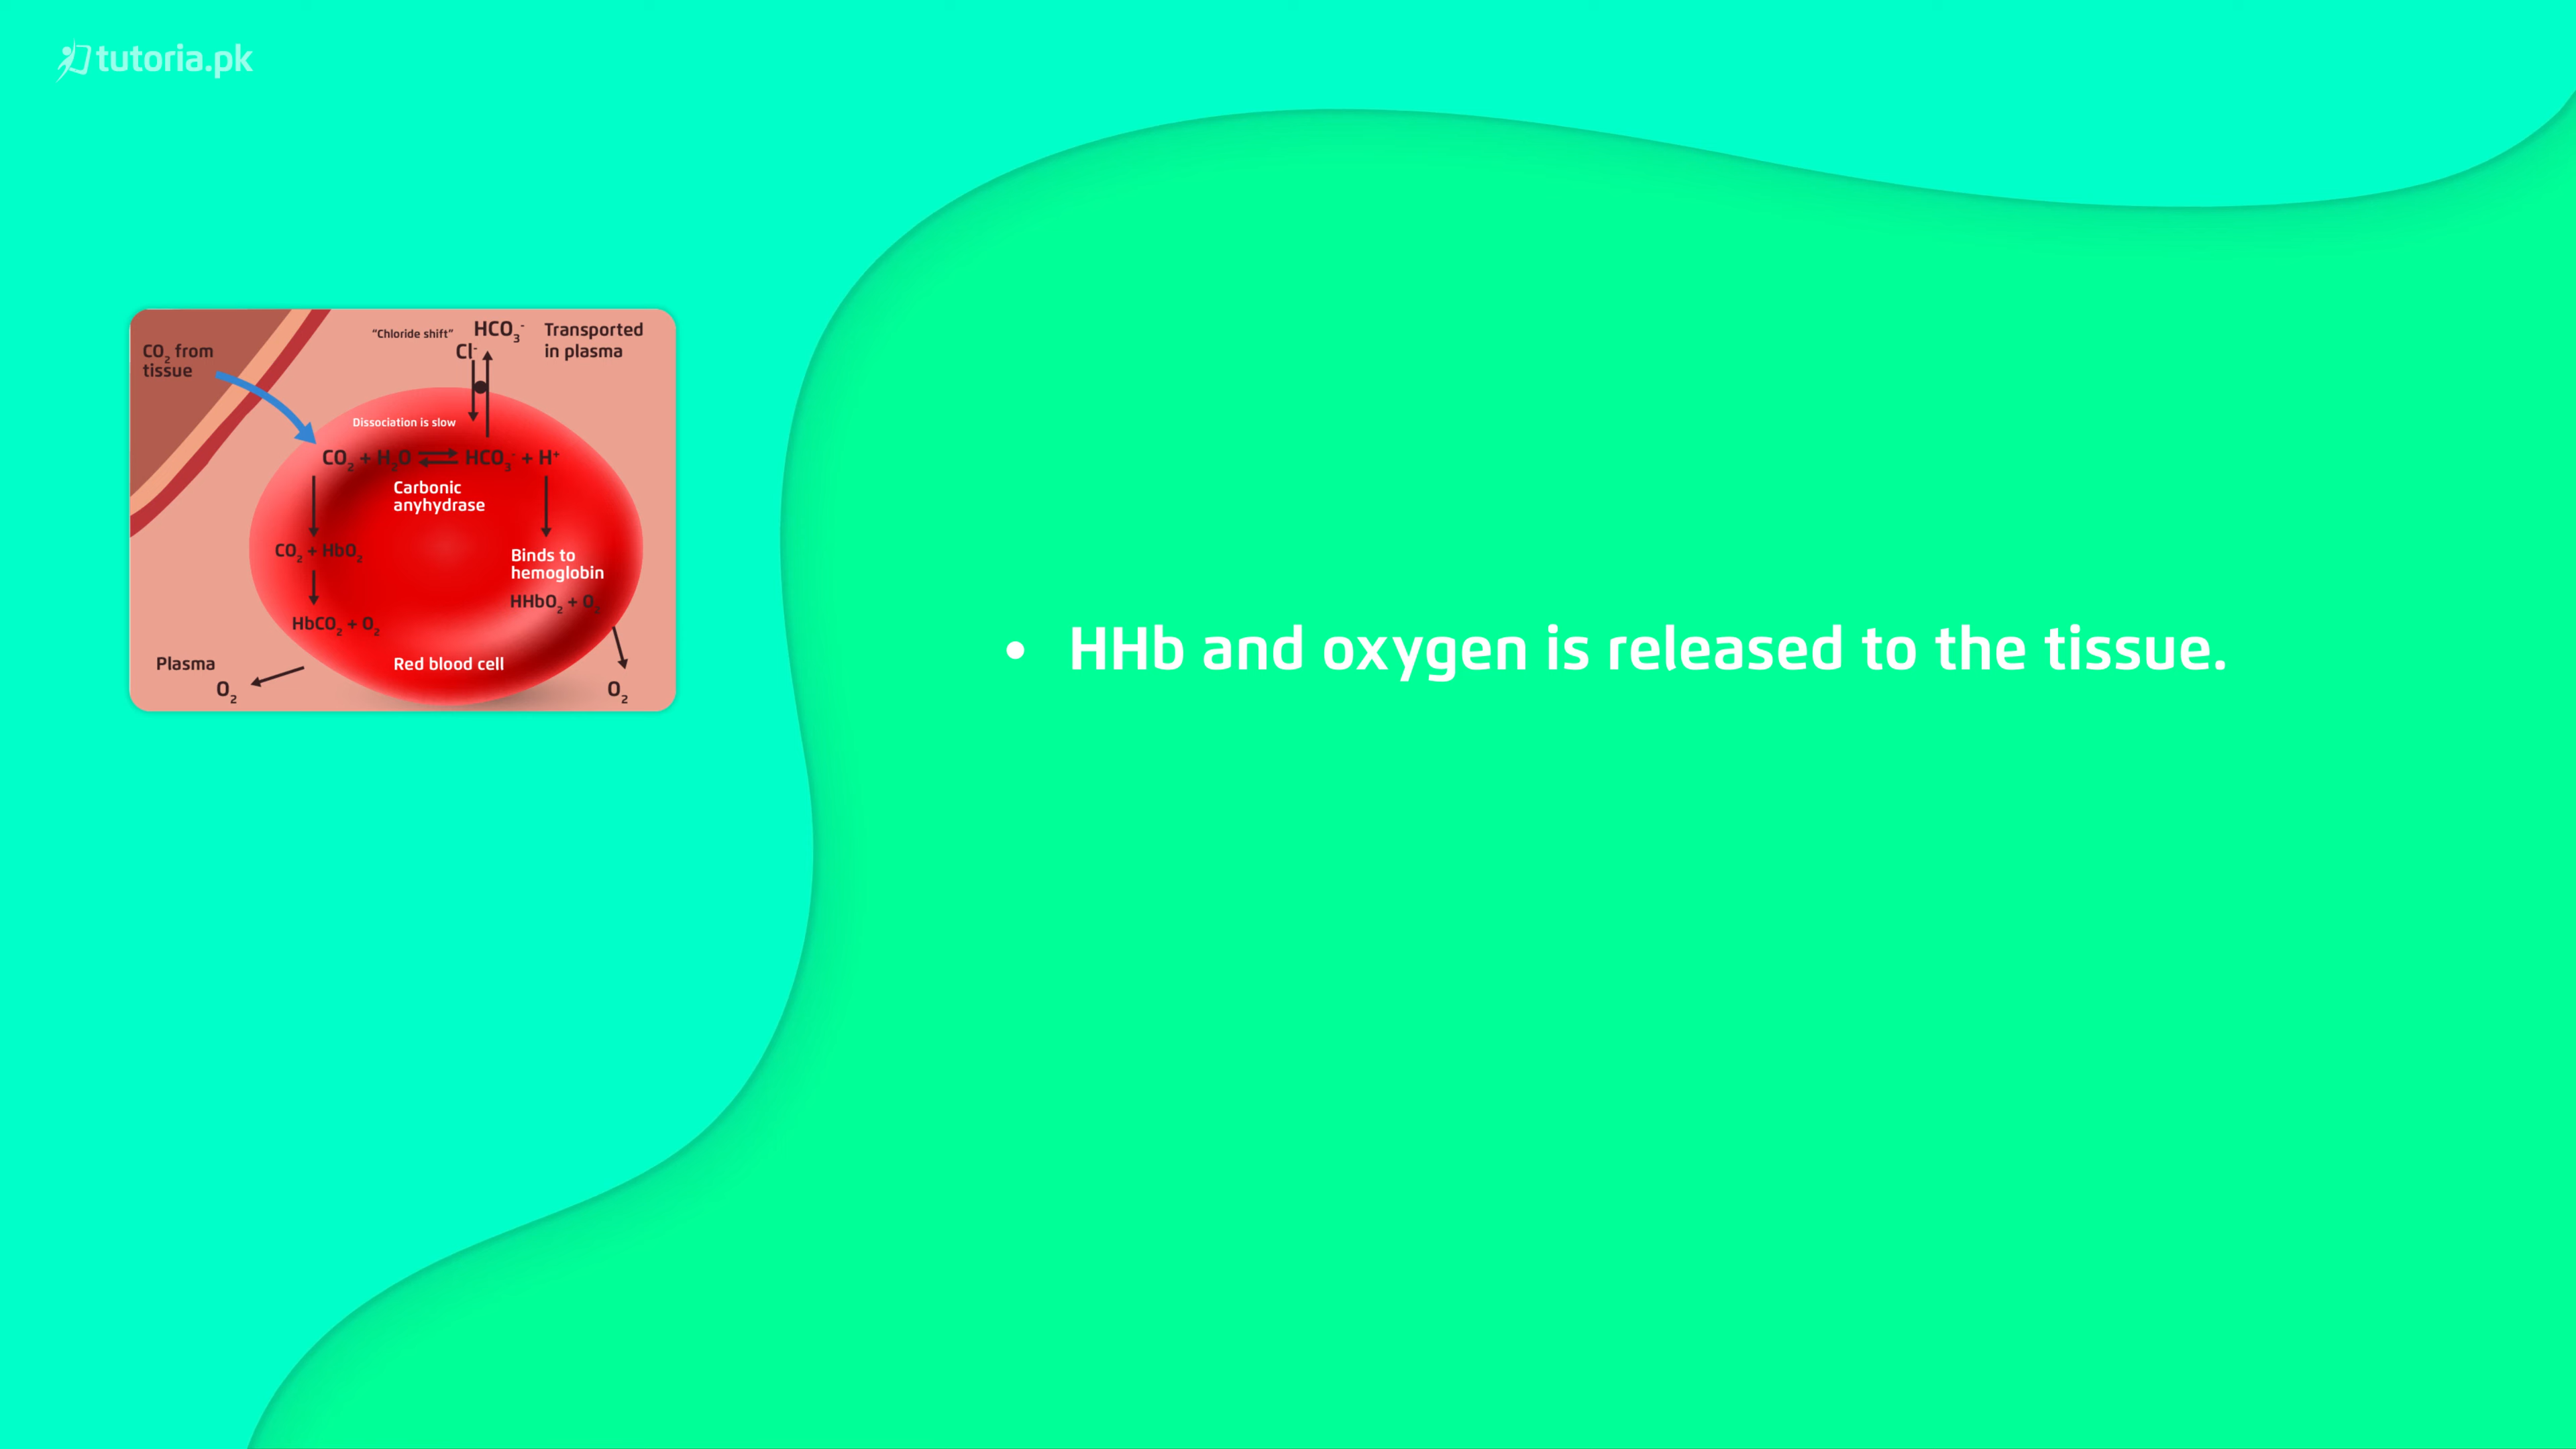 tutoria.pk
"Chloride shift" HCO₃⁻ Transported
Cl⁻ in plasma
CO₂ from
tissue
Dissociation is slow
CO₂ + H₂O ⇌ HCO₃⁻ + H⁺
Carbonic
anyhydrase
CO₂ + HbO₂
Binds to
hemoglobin
HHbO₂ + O₂
HbCO₂ + O₂
Plasma
Red blood cell
O₂
O₂
• HHb and oxygen is released to the tissue.